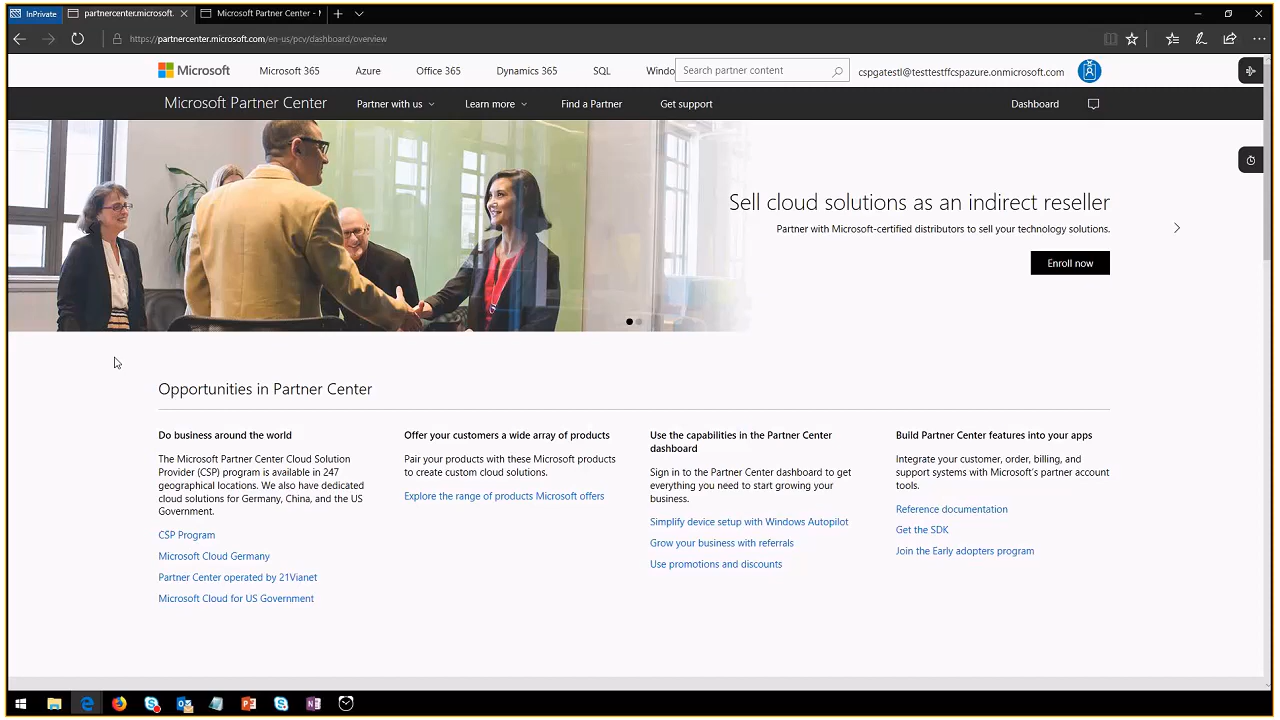 InPrivate
partnercenter.microsoft.
Microsoft Partner Center - M
https://partnercenter.microsoft.com/en-us/pcv/dashboard/overview
Microsoft
Microsoft 365
Azure
Office 365
Dynamics 365
SQL
Windo
Search partner content
cspgatestl@testtestffcspazure.onmicrosoft.com
Microsoft Partner Center
Partner with us
Learn more
Find a Partner
Get support
Dashboard
Sell cloud solutions as an indirect reseller
Partner with Microsoft-certified distributors to sell your technology solutions.
Enroll now
Opportunities in Partner Center
Do business around the world
The Microsoft Partner Center Cloud Solution
Provider (CSP) program is available in 247
geographical locations. We also have dedicated
cloud solutions for Germany, China, and the US
Government.
CSP Program
Microsoft Cloud Germany
Partner Center operated by 21Vianet
Microsoft Cloud for US Government
Offer your customers a wide array of products
Pair your products with these Microsoft products
to create custom cloud solutions.
Explore the range of products Microsoft offers
Use the capabilities in the Partner Center
dashboard
Sign in to the Partner Center dashboard to get
everything you need to start growing your
business.
Simplify device setup with Windows Autopilot
Grow your business with referrals
Use promotions and discounts
Build Partner Center features into your apps
Integrate your customer, order, billing, and
support systems with Microsoft's partner account
tools.
Reference documentation
Get the SDK
Join the Early adopters program